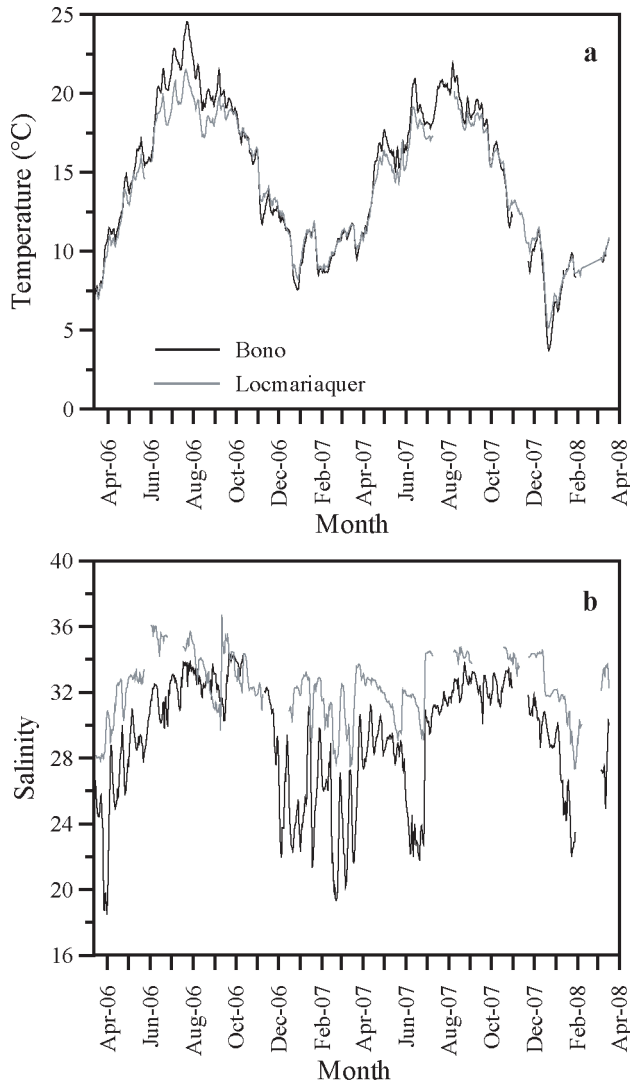 25
20
15
10
5
0
Temperature (°C)
a
Bono
Locmariaquer
Apr-06
Jun-06
Aug-06
Oct-06
Dec-06
Feb-07
Apr-07
Jun-07
Aug-07
Oct-07
Dec-07
Feb-08
Apr-08
Month
40
36
32
28
24
20
16
Salinity
b
Apr-06
Jun-06
Aug-06
Oct-06
Dec-06
Feb-07
Apr-07
Jun-07
Aug-07
Oct-07
Dec-07
Feb-08
Apr-08
Month